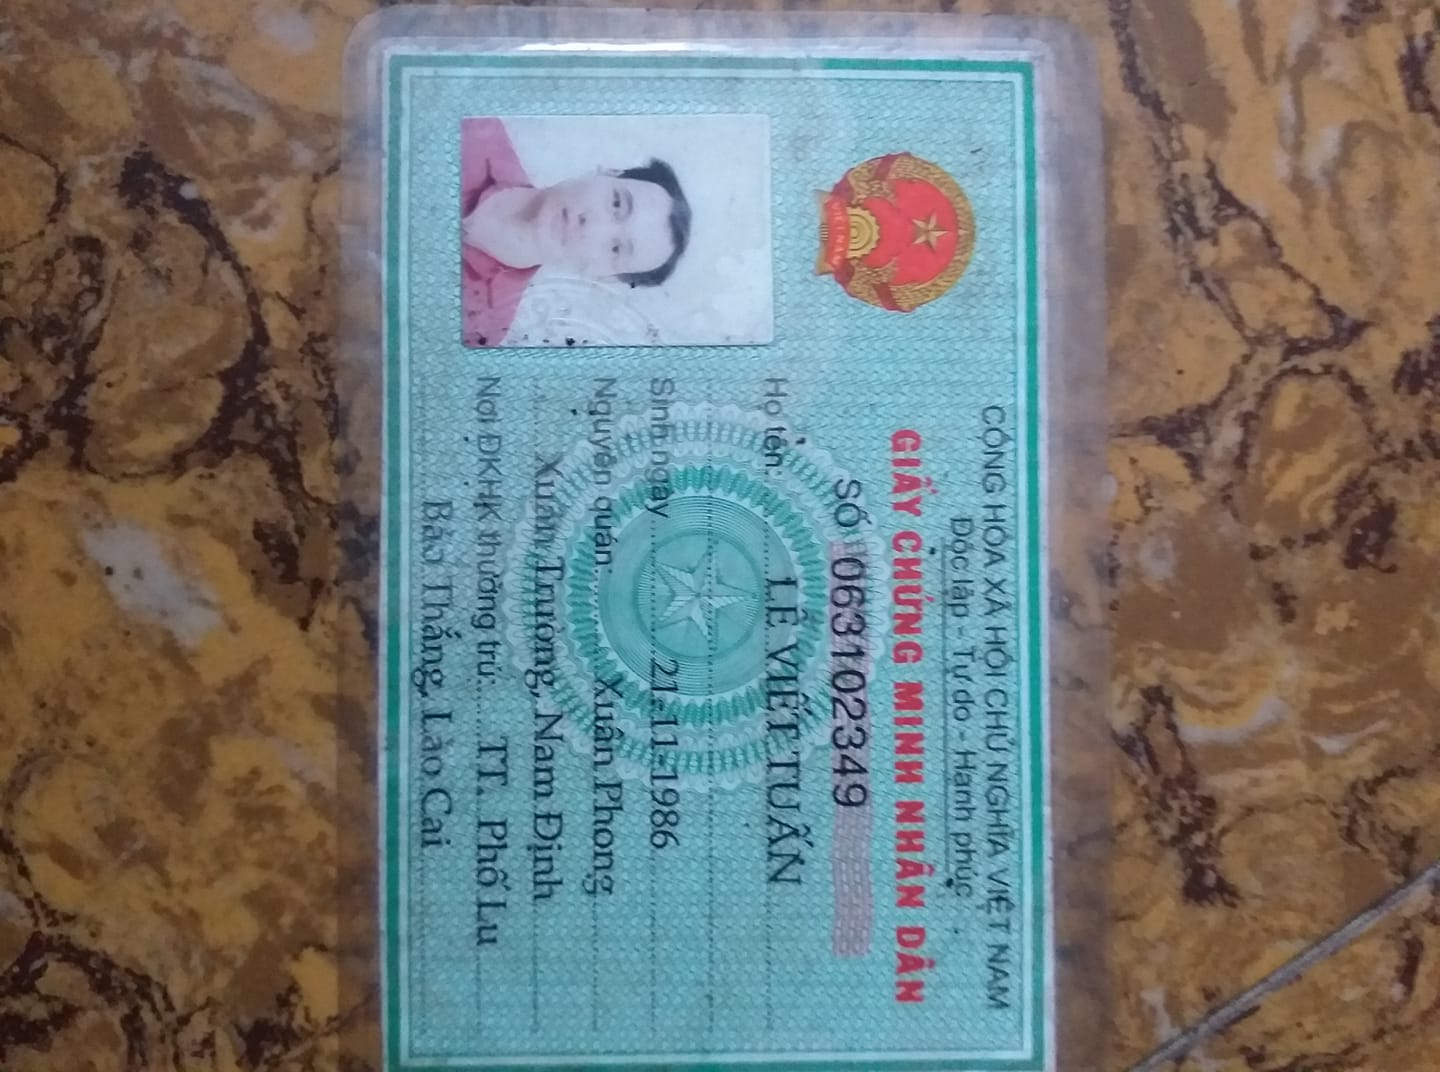 CỘNG HÒA XÃ HỘI CHỦ NGHĨA VIỆT NAM
Độc lập - Tự do - Hạnh phúc
GIẤY CHỨNG MINH NHÂN DÂN
SỐ 063102349
Họ tên: LÊ VIẾT TUẤN
Sinh ngày 21-11-1986
Nguyên quán Xuân Phong
Xuân Trường, Nam Định
Nơi ĐKHK thường trú: TT. Phố Lu
Bảo Thắng, Lào Cai
VIỆT NAM